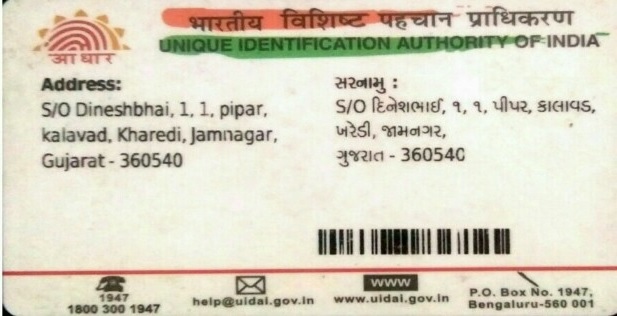 भारतीय विशिष्ट पहचान प्राधिकरण
UNIQUE IDENTIFICATION AUTHORITY OF INDIA
आधार
Address:
S/O Dineshbhai, 1, 1, pipar,
kalavad, Kharedi, Jamnagar,
Gujarat - 360540
સરનામુ :
S/O દિનેશભાઈ, ૧, ૧, પીપર, કાલાવડ,
ખરેડી, જામનગર,
ગુજરાત - 360540
1947
1800 300 1947
help@uidai.gov.in
www
www.uidai.gov.in
P.O. Box No. 1947,
Bengaluru-560 001